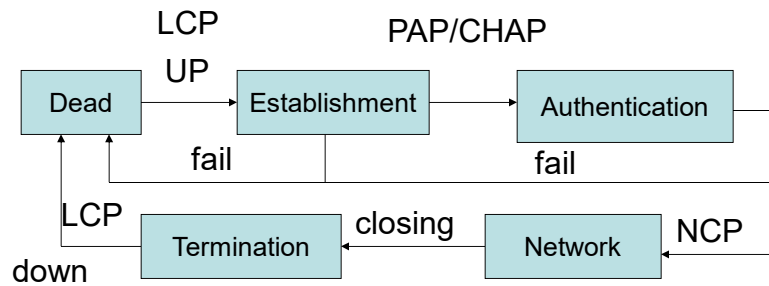 LCP
UP
PAP/CHAP
Dead
Establishment
Authentication
fail
fail
LCP
down
Termination
closing
Network
NCP